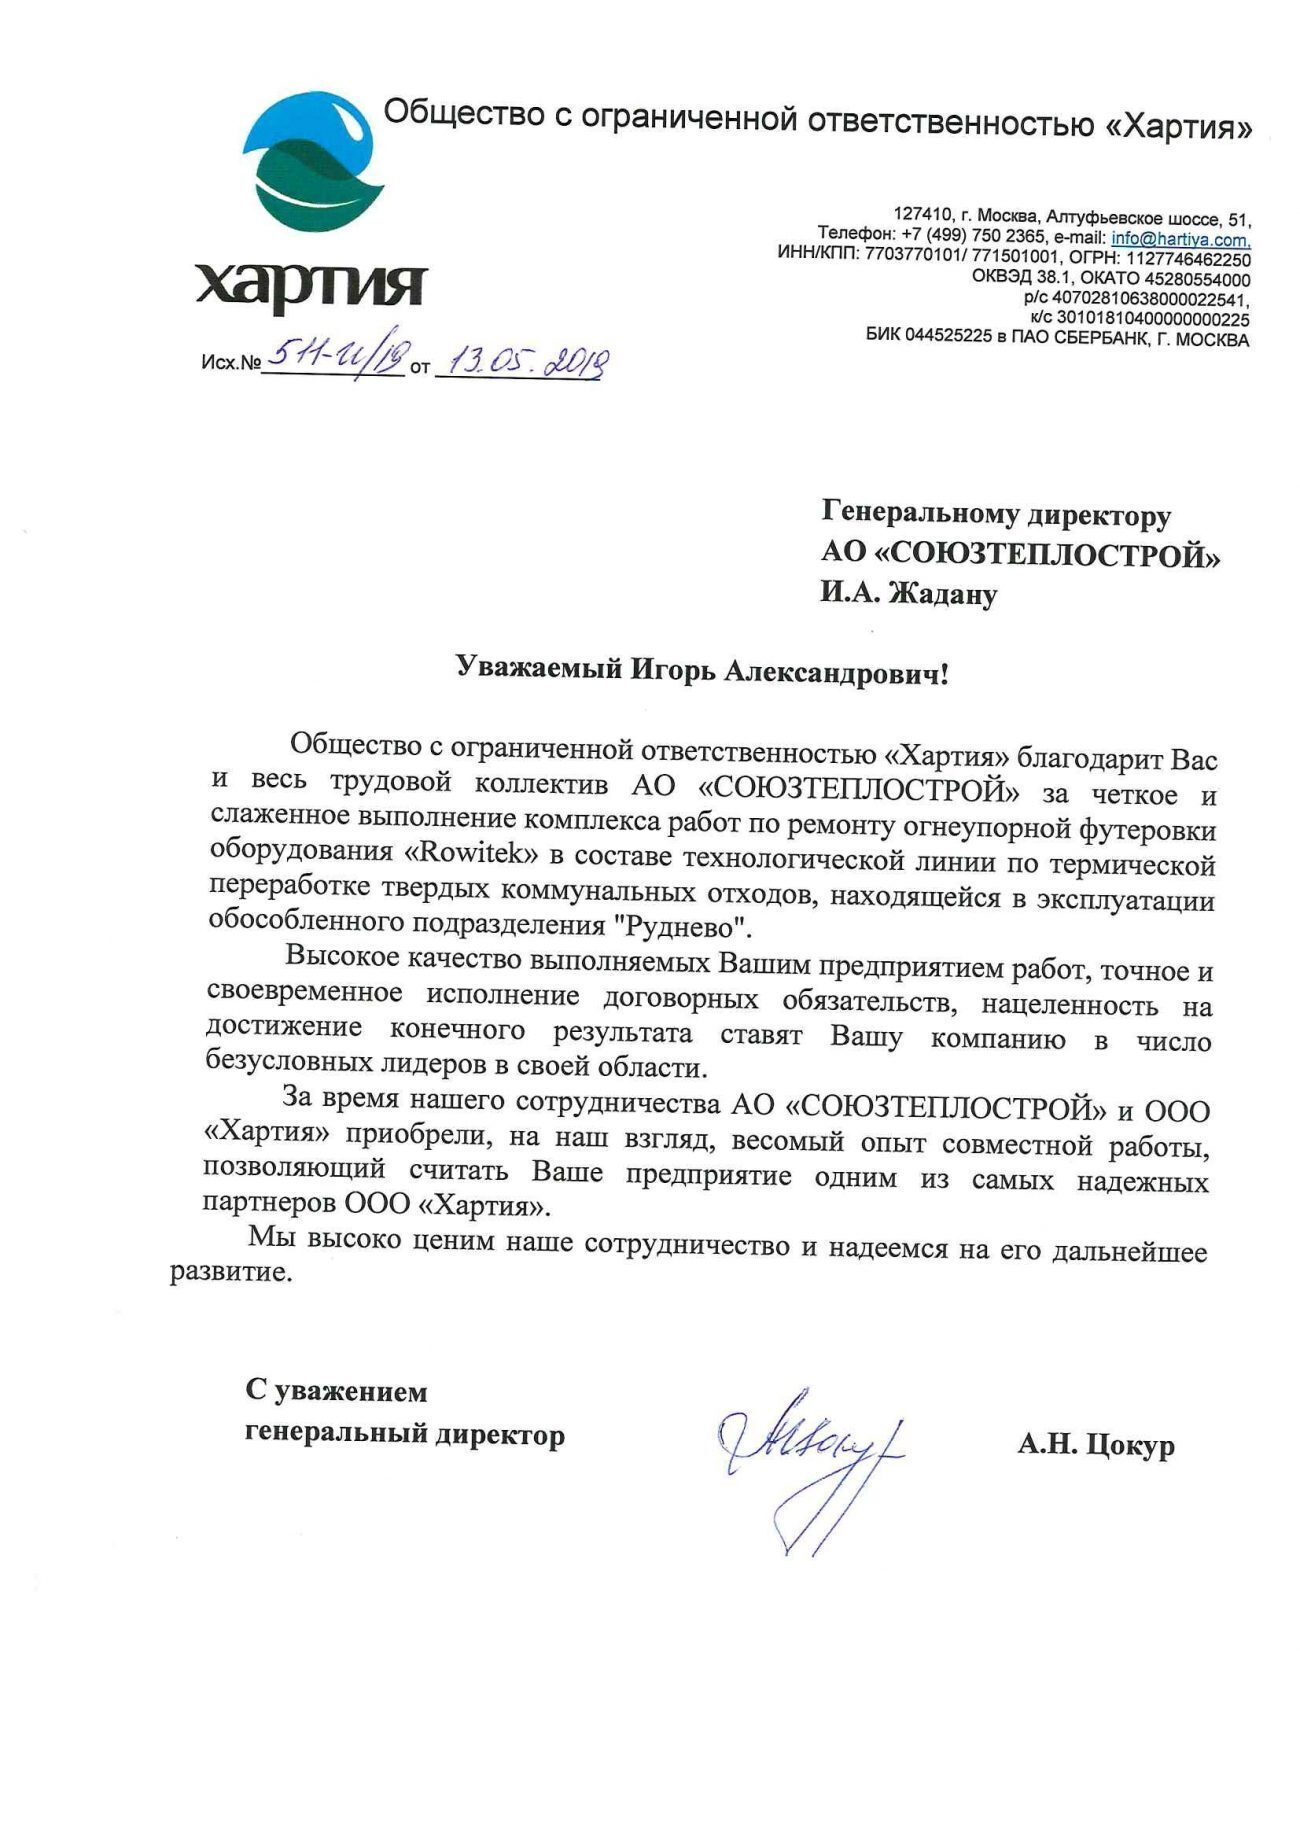 Общество с ограниченной ответственностью «Хартия»
127410, г. Москва, Алтуфьевское шоссе, 51,
Телефон: +7 (499) 750 2365, e-mail: info@hartiya.com,
ИНН/КПП: 7703770101/ 771501001, ОГРН: 1127746462250
ОКВЭД 38.1, ОКАТО 45280554000
р/с 40702810638000022541,
к/с 30101810400000000225
БИК 044525225 в ПАО СБЕРБАНК, Г. МОСКВА
хартия
Исх.№ 511-и/19 от 13.05.2019
Генеральному директору
АО «СОЮЗТЕПЛОСТРОЙ»
И.А. Жадану
Уважаемый Игорь Александрович!
Общество с ограниченной ответственностью «Хартия» благодарит Вас
и весь трудовой коллектив АО «СОЮЗТЕПЛОСТРОЙ» за четкое и
слаженное выполнение комплекса работ по ремонту огнеупорной футеровки
оборудования «Rowitek» в составе технологической линии по термической
переработке твердых коммунальных отходов, находящейся в эксплуатации
обособленного подразделения "Руднево".
Высокое качество выполняемых Вашим предприятием работ, точное и
своевременное исполнение договорных обязательств, нацеленность на
достижение конечного результата ставят Вашу компанию в число
безусловных лидеров в своей области.
За время нашего сотрудничества АО «СОЮЗТЕПЛОСТРОЙ» и ООО
«Хартия» приобрели, на наш взгляд, весомый опыт совместной работы,
позволяющий считать Ваше предприятие одним из самых надежных
партнеров ООО «Хартия».
Мы высоко ценим наше сотрудничество и надеемся на его дальнейшее
развитие.
С уважением
генеральный директор
А.Н. Цокур